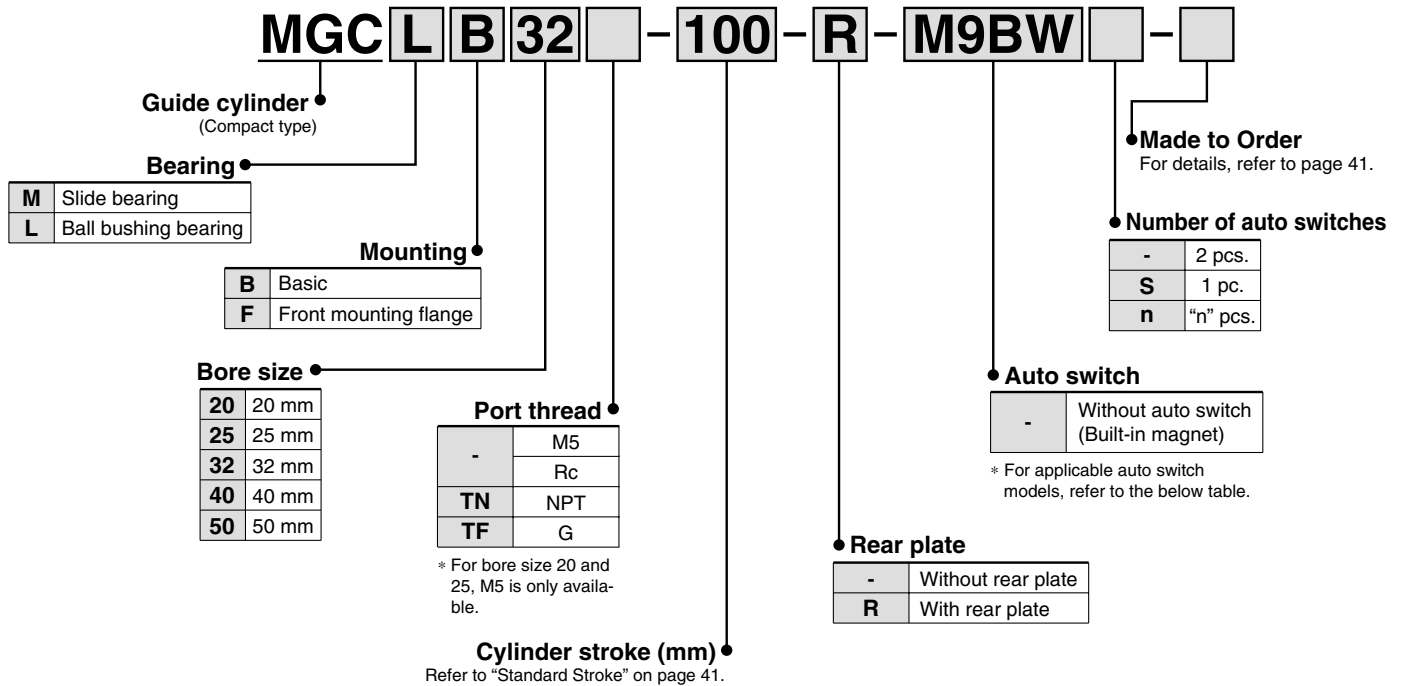 MGC L B 32 - 100 - R - M9BW -
Guide cylinder
(Compact type)
Bearing
M Slide bearing
L Ball bushing bearing
Mounting
B Basic
F Front mounting flange
Bore size
20 20 mm
25 25 mm
32 32 mm
40 40 mm
50 50 mm
Port thread
- M5
Rc
TN NPT
TF G
* For bore size 20 and
25, M5 is only availa-
ble.
Cylinder stroke (mm)
Refer to “Standard Stroke” on page 41.
Rear plate
- Without rear plate
R With rear plate
Auto switch
- Without auto switch
(Built-in magnet)
* For applicable auto switch
models, refer to the below table.
Number of auto switches
- 2 pcs.
S 1 pc.
n “n” pcs.
Made to Order
For details, refer to page 41.